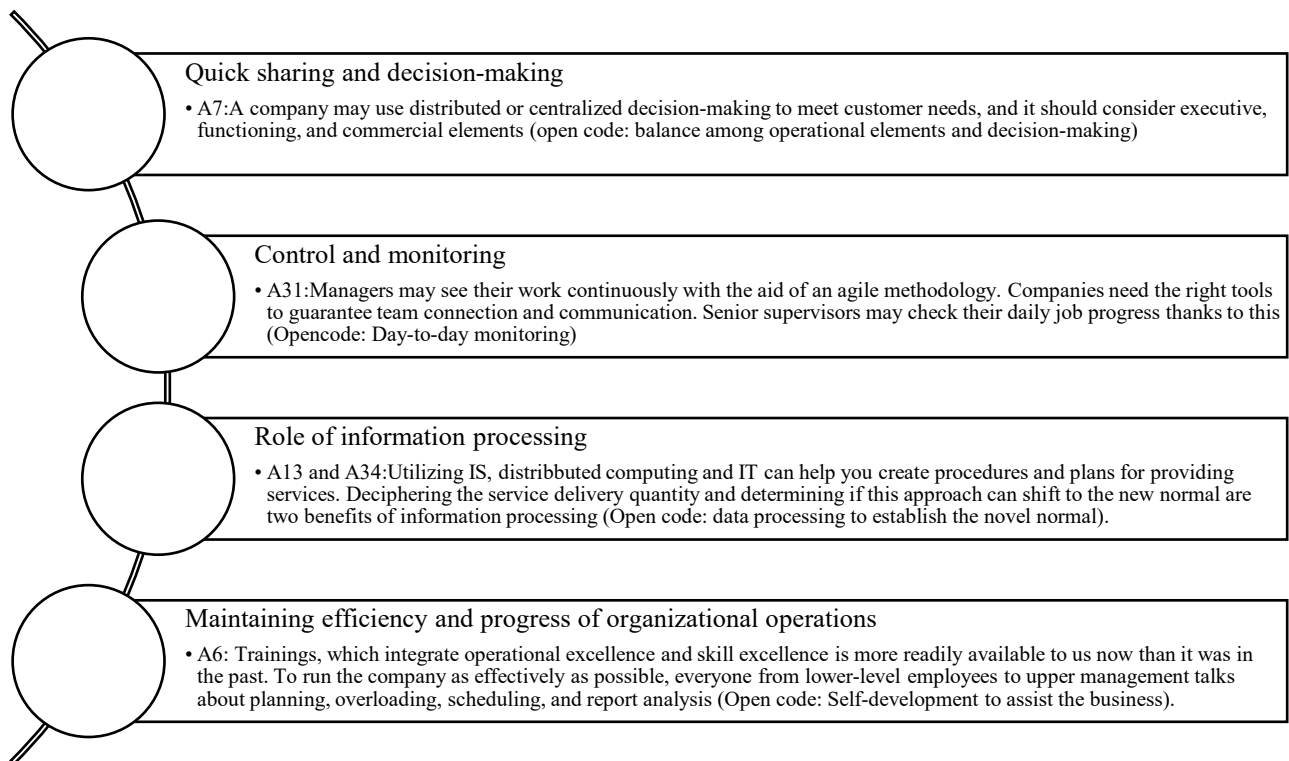 Quick sharing and decision-making
• A7:A company may use distributed or centralized decision-making to meet customer needs, and it should consider executive,
functioning, and commercial elements (open code: balance among operational elements and decision-making)
Control and monitoring
• A31:Managers may see their work continuously with the aid of an agile methodology. Companies need the right tools
to guarantee team connection and communication. Senior supervisors may check their daily job progress thanks to this
(Opencode: Day-to-day monitoring)
Role of information processing
• A13 and A34:Utilizing IS, distribbuted computing and IT can help you create procedures and plans for providing
services. Deciphering the service delivery quantity and determining if this approach can shift to the new normal are
two benefits of information processing (Open code: data processing to establish the novel normal).
Maintaining efficiency and progress of organizational operations
• A6: Trainings, which integrate operational excellence and skill excellence is more readily available to us now than it was in
the past. To run the company as effectively as possible, everyone from lower-level employees to upper management talks
about planning, overloading, scheduling, and report analysis (Open code: Self-development to assist the business).